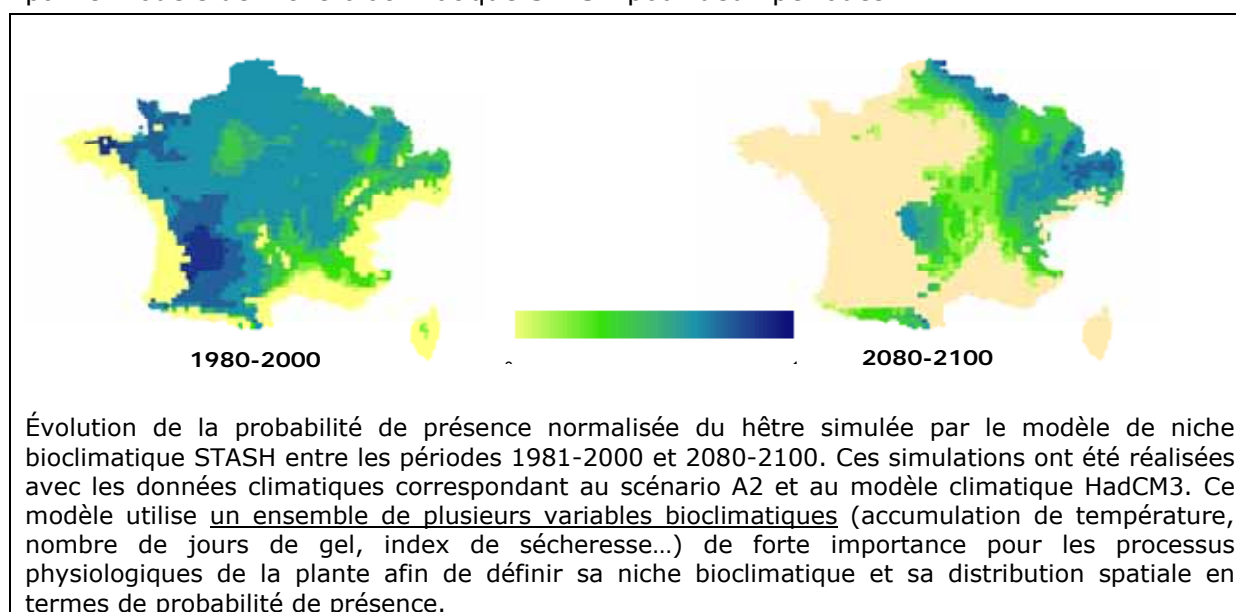 1980-2000
2080-2100
Évolution de la probabilité de présence normalisée du hêtre simulée par le modèle de niche
bioclimatique STASH entre les périodes 1981-2000 et 2080-2100. Ces simulations ont été réalisées
avec les données climatiques correspondant au scénario A2 et au modèle climatique HadCM3. Ce
modèle utilise un ensemble de plusieurs variables bioclimatiques (accumulation de température,
nombre de jours de gel, index de sécheresse…) de forte importance pour les processus
physiologiques de la plante afin de définir sa niche bioclimatique et sa distribution spatiale en
termes de probabilité de présence.